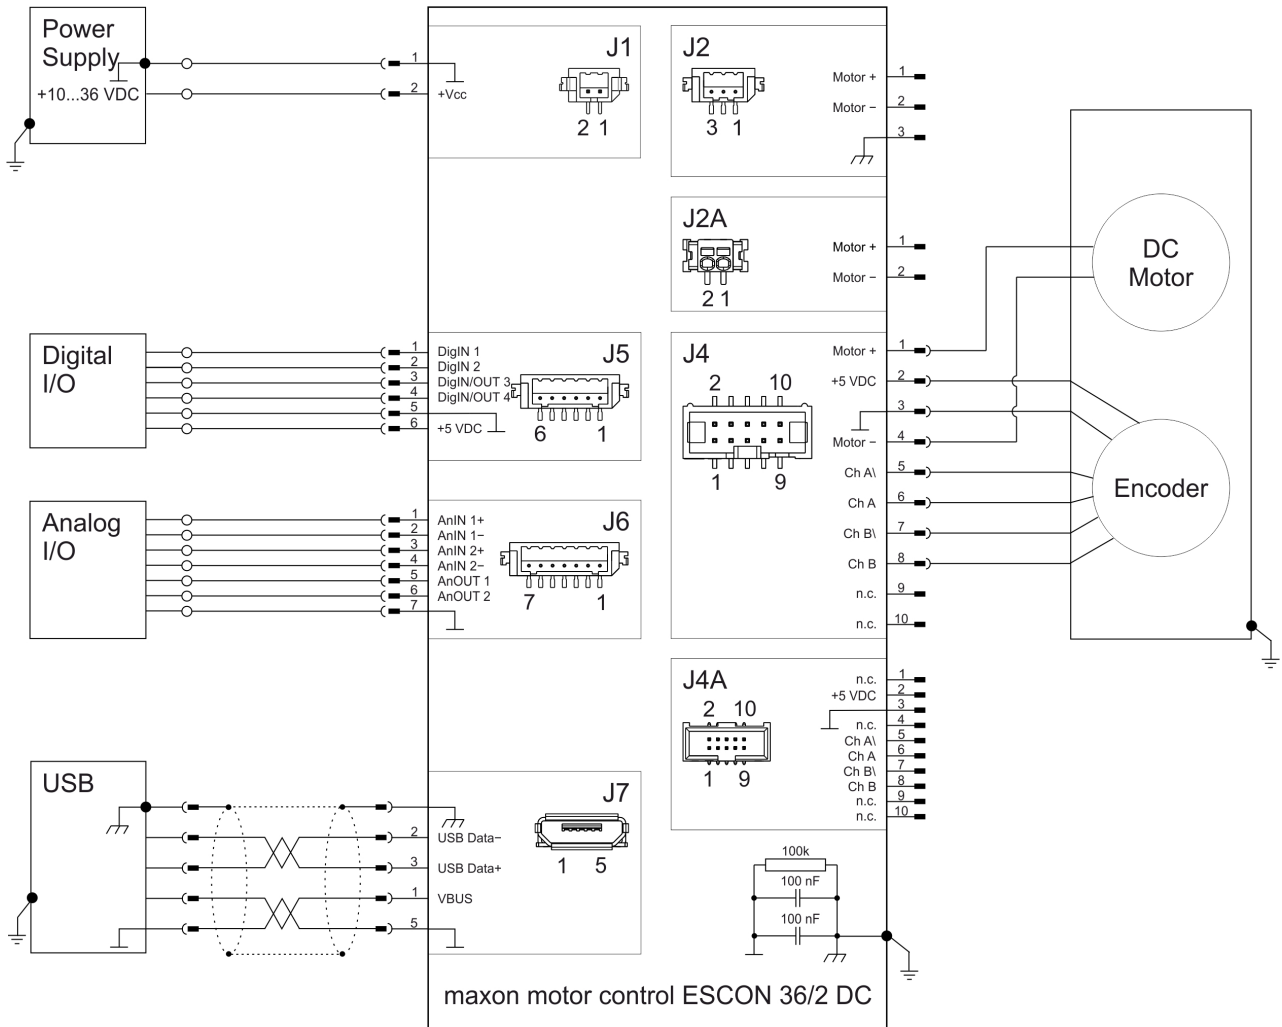 Power
Supply
+10...36 VDC
1
2
+Vcc
J1
2 1
J2
3 1
Motor +
1
Motor −
2
3
J2A
2 1
Motor +
1
Motor −
2
DC
Motor
Digital
I/O
1
DigIN 1
2
DigIN 2
3
DigIN/OUT 3
4
DigIN/OUT 4
5
6
+5 VDC
J5
6 1
J4
2 10
1 9
Motor +
1
+5 VDC
2
3
Motor −
4
Ch A\
5
Ch A
6
Ch B\
7
Ch B
8
n.c.
9
n.c.
10
Encoder
Analog
I/O
1
AnIN 1+
2
AnIN 1−
3
AnIN 2+
4
AnIN 2−
5
AnOUT 1
6
AnOUT 2
7
J6
7 1
J4A
2 10
1 9
n.c.
1
+5 VDC
2
3
n.c.
4
Ch A\
5
Ch A
6
Ch B\
7
Ch B
8
n.c.
9
n.c.
10
USB
2
USB Data−
3
USB Data+
1
VBUS
5
J7
1 5
100k
100 nF
100 nF
maxon motor control ESCON 36/2 DC